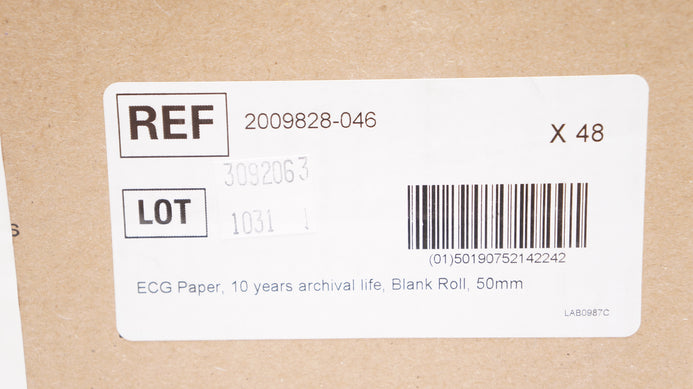 REF 2009828-046
X 48
3092063
LOT 1031 1
(01)50190752142242
ECG Paper, 10 years archival life, Blank Roll, 50mm
LAB0987C
s